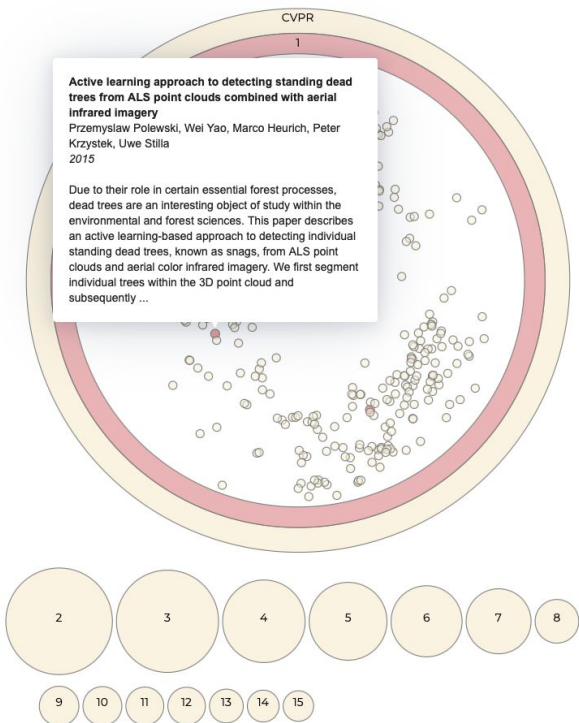 CVPR
1
Active learning approach to detecting standing dead
trees from ALS point clouds combined with aerial
infrared imagery
Przemyslaw Polewski, Wei Yao, Marco Heurich, Peter
Krzystek, Uwe Stilla
2015
Due to their role in certain essential forest processes,
dead trees are an interesting object of study within the
environmental and forest sciences. This paper describes
an active learning-based approach to detecting individual
standing dead trees, known as snags, from ALS point
clouds and aerial color infrared imagery. We first segment
individual trees within the 3D point cloud and
subsequently ...
2 3 4 5 6 7 8
9 10 11 12 13 14 15